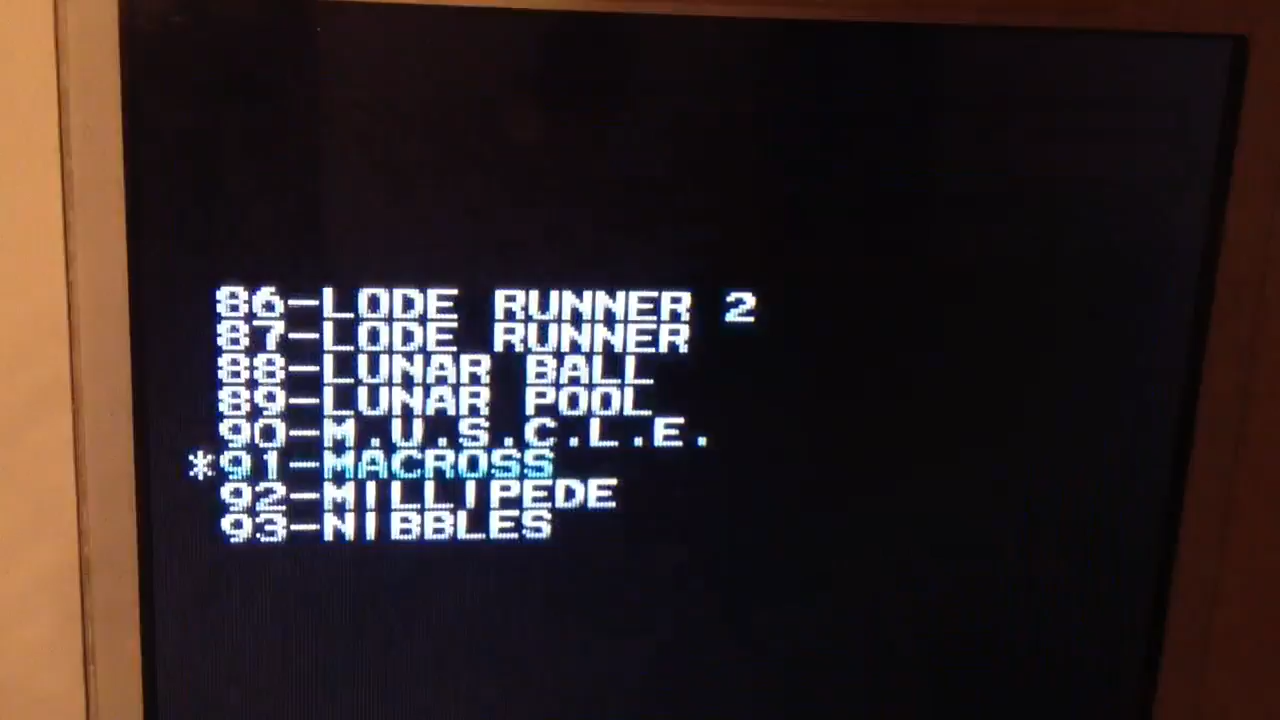 86-LODE RUNNER 2
87-LODE RUNNER
88-LUNAR BALL
89-LUNAR POOL
90-M.U.S.C.L.E.
*91-MACROSS
92-MILLIPEDE
93-NIBBLES